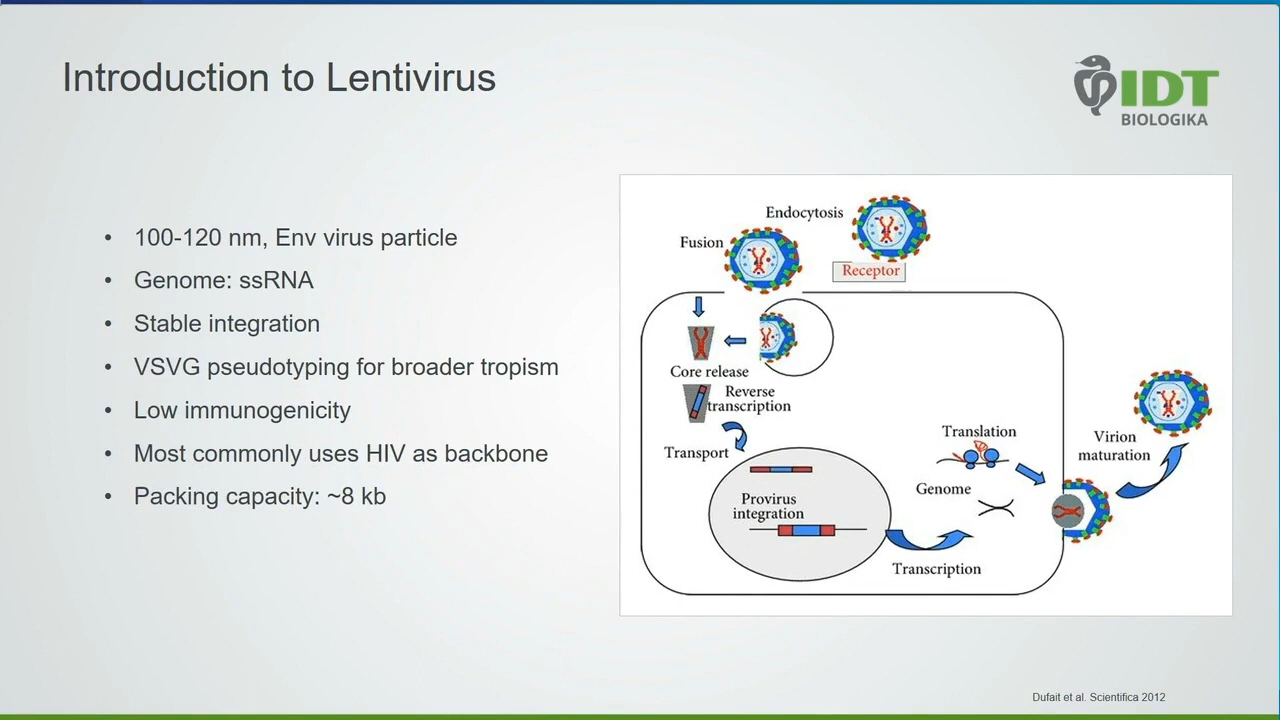 Introduction to Lentivirus
IDT
BIOLOGIKA
• 100-120 nm, Env virus particle
• Genome: ssRNA
• Stable integration
• VSVG pseudotyping for broader tropism
• Low immunogenicity
• Most commonly uses HIV as backbone
• Packing capacity: ~8 kb
Endocytosis
Fusion
Receptor
Core release
Reverse
transcription
Transport
Provirus
integration
Translation
Genome
Transcription
Virion
maturation
Dufait et al. Scientifica 2012